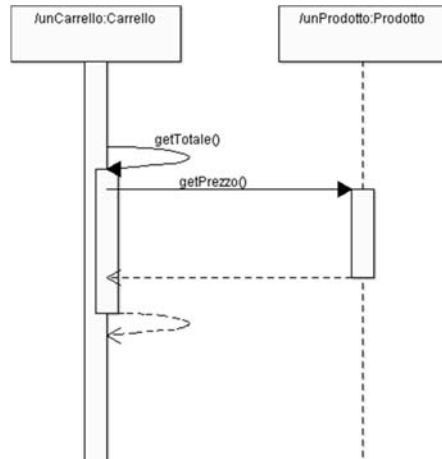 /unCarrello:Carrello
/unProdotto:Prodotto
getTotale()
getPrezzo()